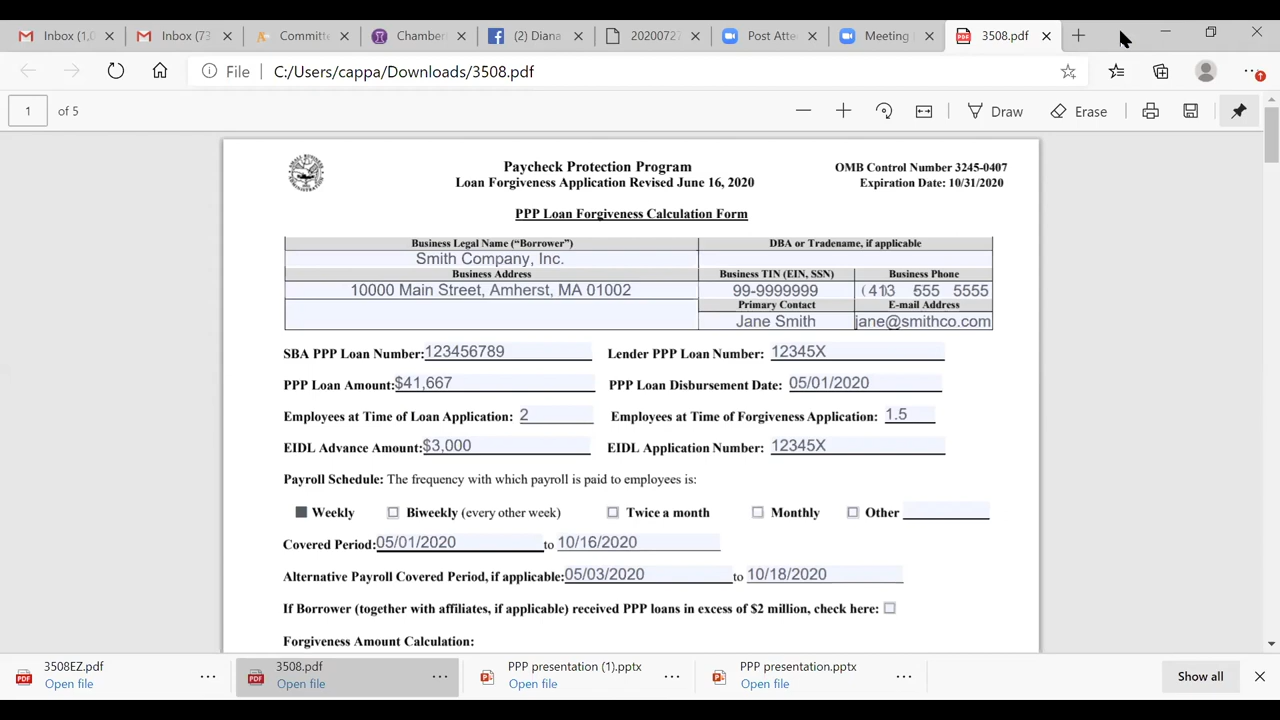 Inbox (1,0
Inbox (73
Committe
Chamber
(2) Diana
20200727
Post Atte
Meeting
3508.pdf
File
C:/Users/cappa/Downloads/3508.pdf
1 of 5
Draw
Erase
Paycheck Protection Program
Loan Forgiveness Application Revised June 16, 2020
OMB Control Number 3245-0407
Expiration Date: 10/31/2020
PPP Loan Forgiveness Calculation Form
Business Legal Name ("Borrower") DBA or Tradename, if applicable
Smith Company, Inc.
Business Address Business TIN (EIN, SSN) Business Phone
10000 Main Street, Amherst, MA 01002 99-9999999 (413 555 5555
Primary Contact E-mail Address
Jane Smith jane@smithco.com
SBA PPP Loan Number: 123456789 Lender PPP Loan Number: 12345X
PPP Loan Amount: $41,667 PPP Loan Disbursement Date: 05/01/2020
Employees at Time of Loan Application: 2 Employees at Time of Forgiveness Application: 1.5
EIDL Advance Amount: $3,000 EIDL Application Number: 12345X
Payroll Schedule: The frequency with which payroll is paid to employees is:
Weekly Biweekly (every other week) Twice a month Monthly Other
Covered Period: 05/01/2020 to 10/16/2020
Alternative Payroll Covered Period, if applicable: 05/03/2020 to 10/18/2020
If Borrower (together with affiliates, if applicable) received PPP loans in excess of $2 million, check here:
Forgiveness Amount Calculation:
3508EZ.pdf
Open file
3508.pdf
Open file
PPP presentation (1).pptx
Open file
PPP presentation.pptx
Open file
Show all